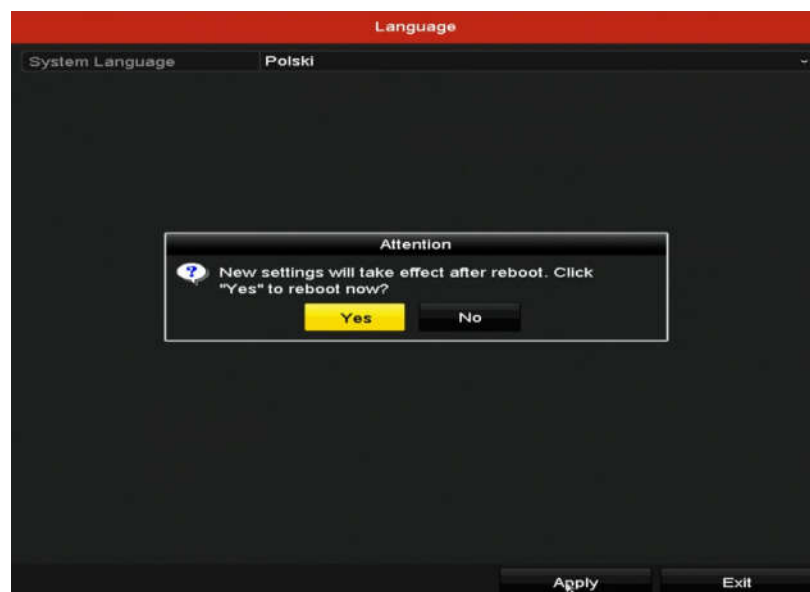 Language
System Language Polski
Attention
New settings will take effect after reboot. Click
"Yes" to reboot now?
Yes No
Apply Exit